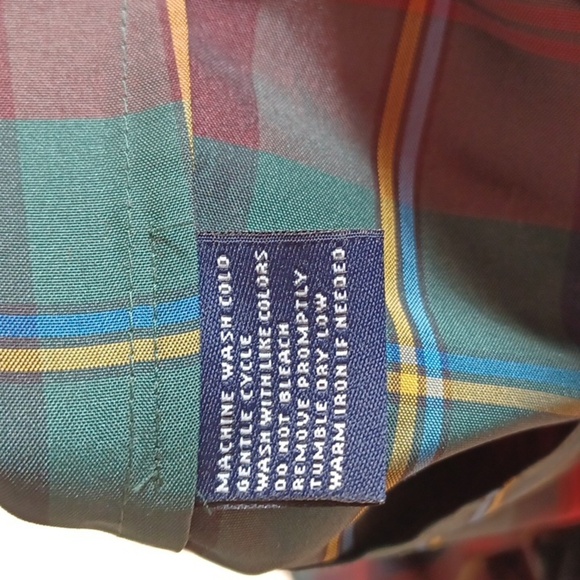 MACHINE WASH COLD
GENTLE CYCLE
WASH WITH LIKE COLORS
DO NOT BLEACH
REMOVE PROMPTLY
TUMBLE DRY LOW
WARM IRON IF NEEDED